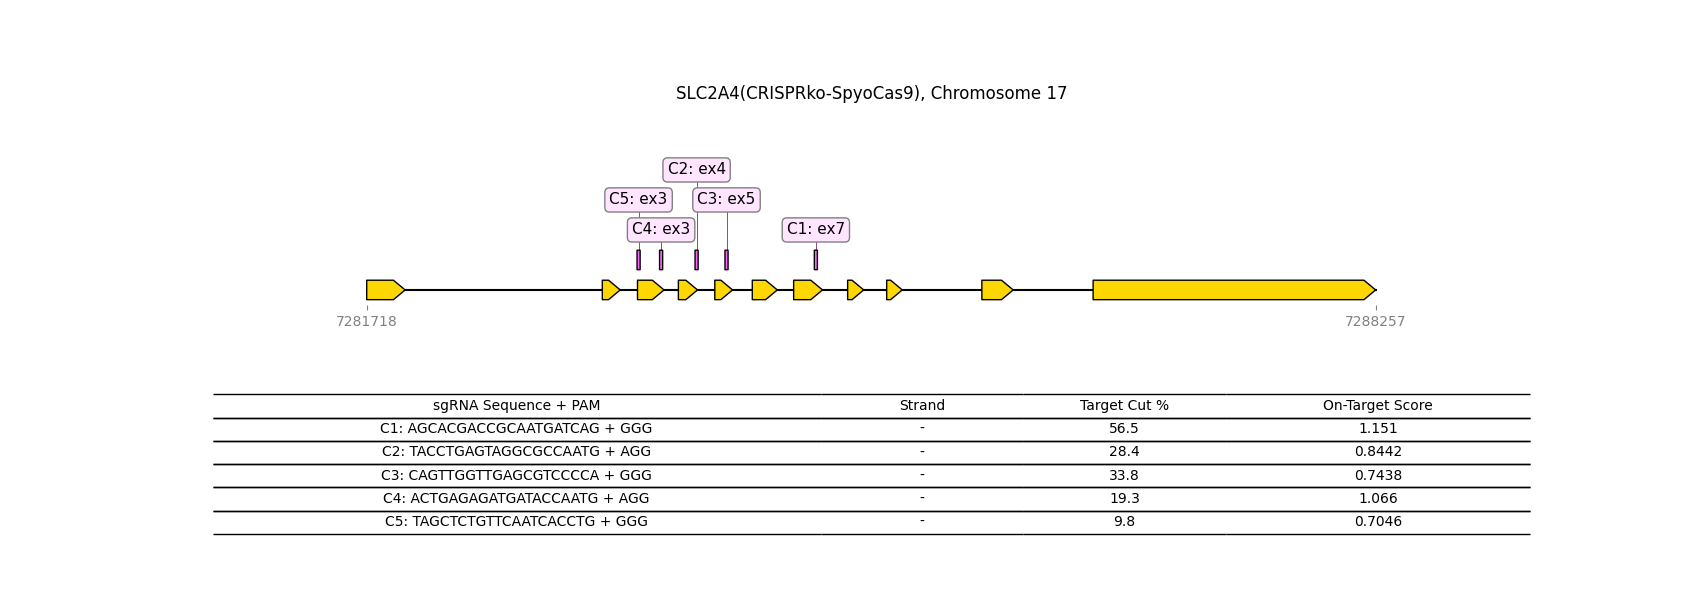 SLC2A4(CRISPRko-SpyoCas9), Chromosome 17
C2: ex4
C5: ex3
C3: ex5
C4: ex3
C1: ex7
7281718
7288257
sgRNA Sequence + PAM Strand Target Cut % On-Target Score
C1: AGCACGACCGCAATGATCAG + GGG - 56.5 1.151
C2: TACCTGAGTAGGCGCCAATG + AGG - 28.4 0.8442
C3: CAGTTGGTTGAGCGTCCCCA + GGG - 33.8 0.7438
C4: ACTGAGAGATGATACCAATG + AGG - 19.3 1.066
C5: TAGCTCTGTTCAATCACCTG + GGG - 9.8 0.7046